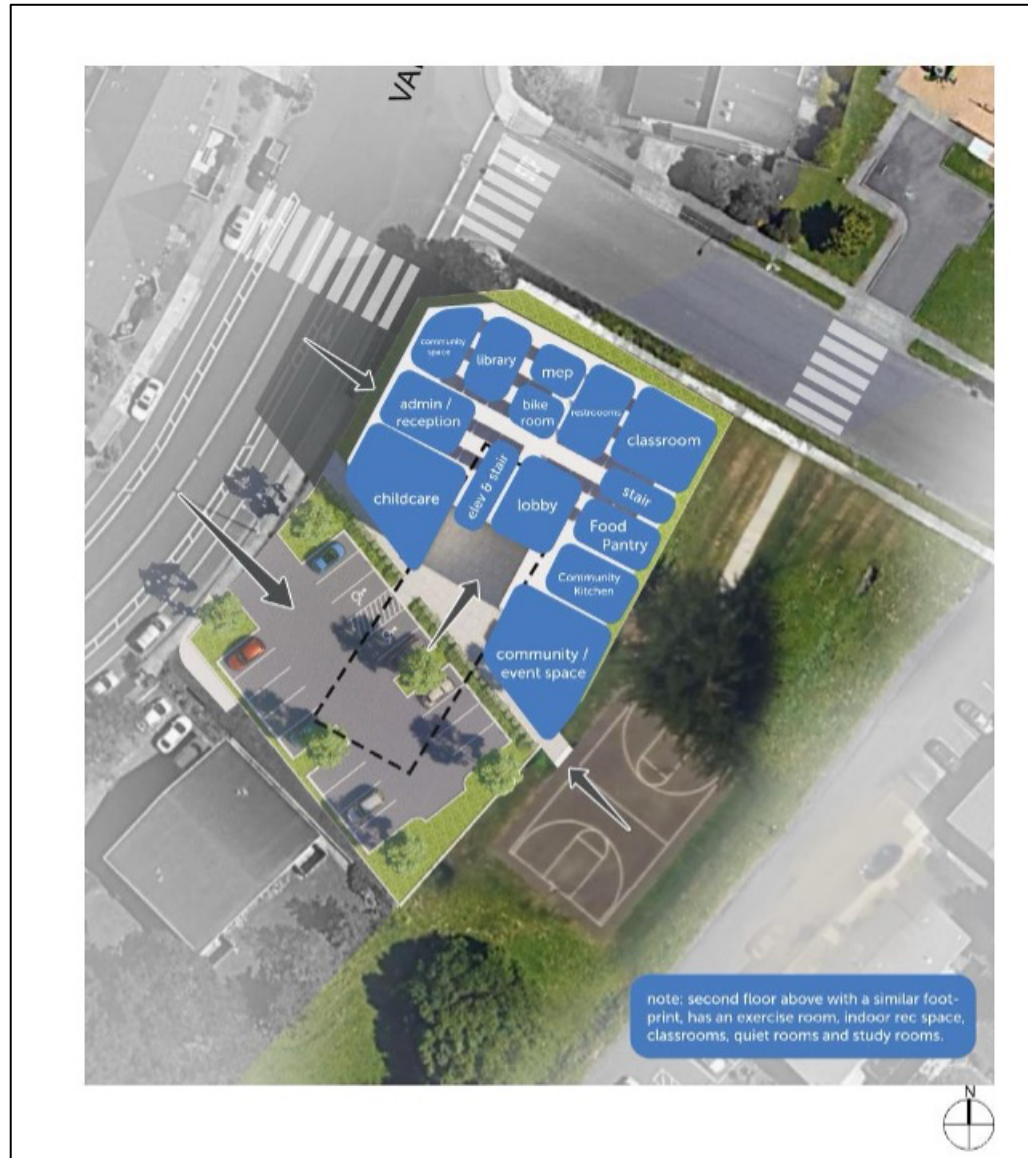 VA
community
space
library
mep
admin /
reception
bike
room
restrooms
classroom
childcare
elev & stair
lobby
stair
Food
Pantry
Community
Kitchen
community /
event space
note: second floor above with a similar foot-
print, has an exercise room, indoor rec space,
classrooms, quiet rooms and study rooms.
N